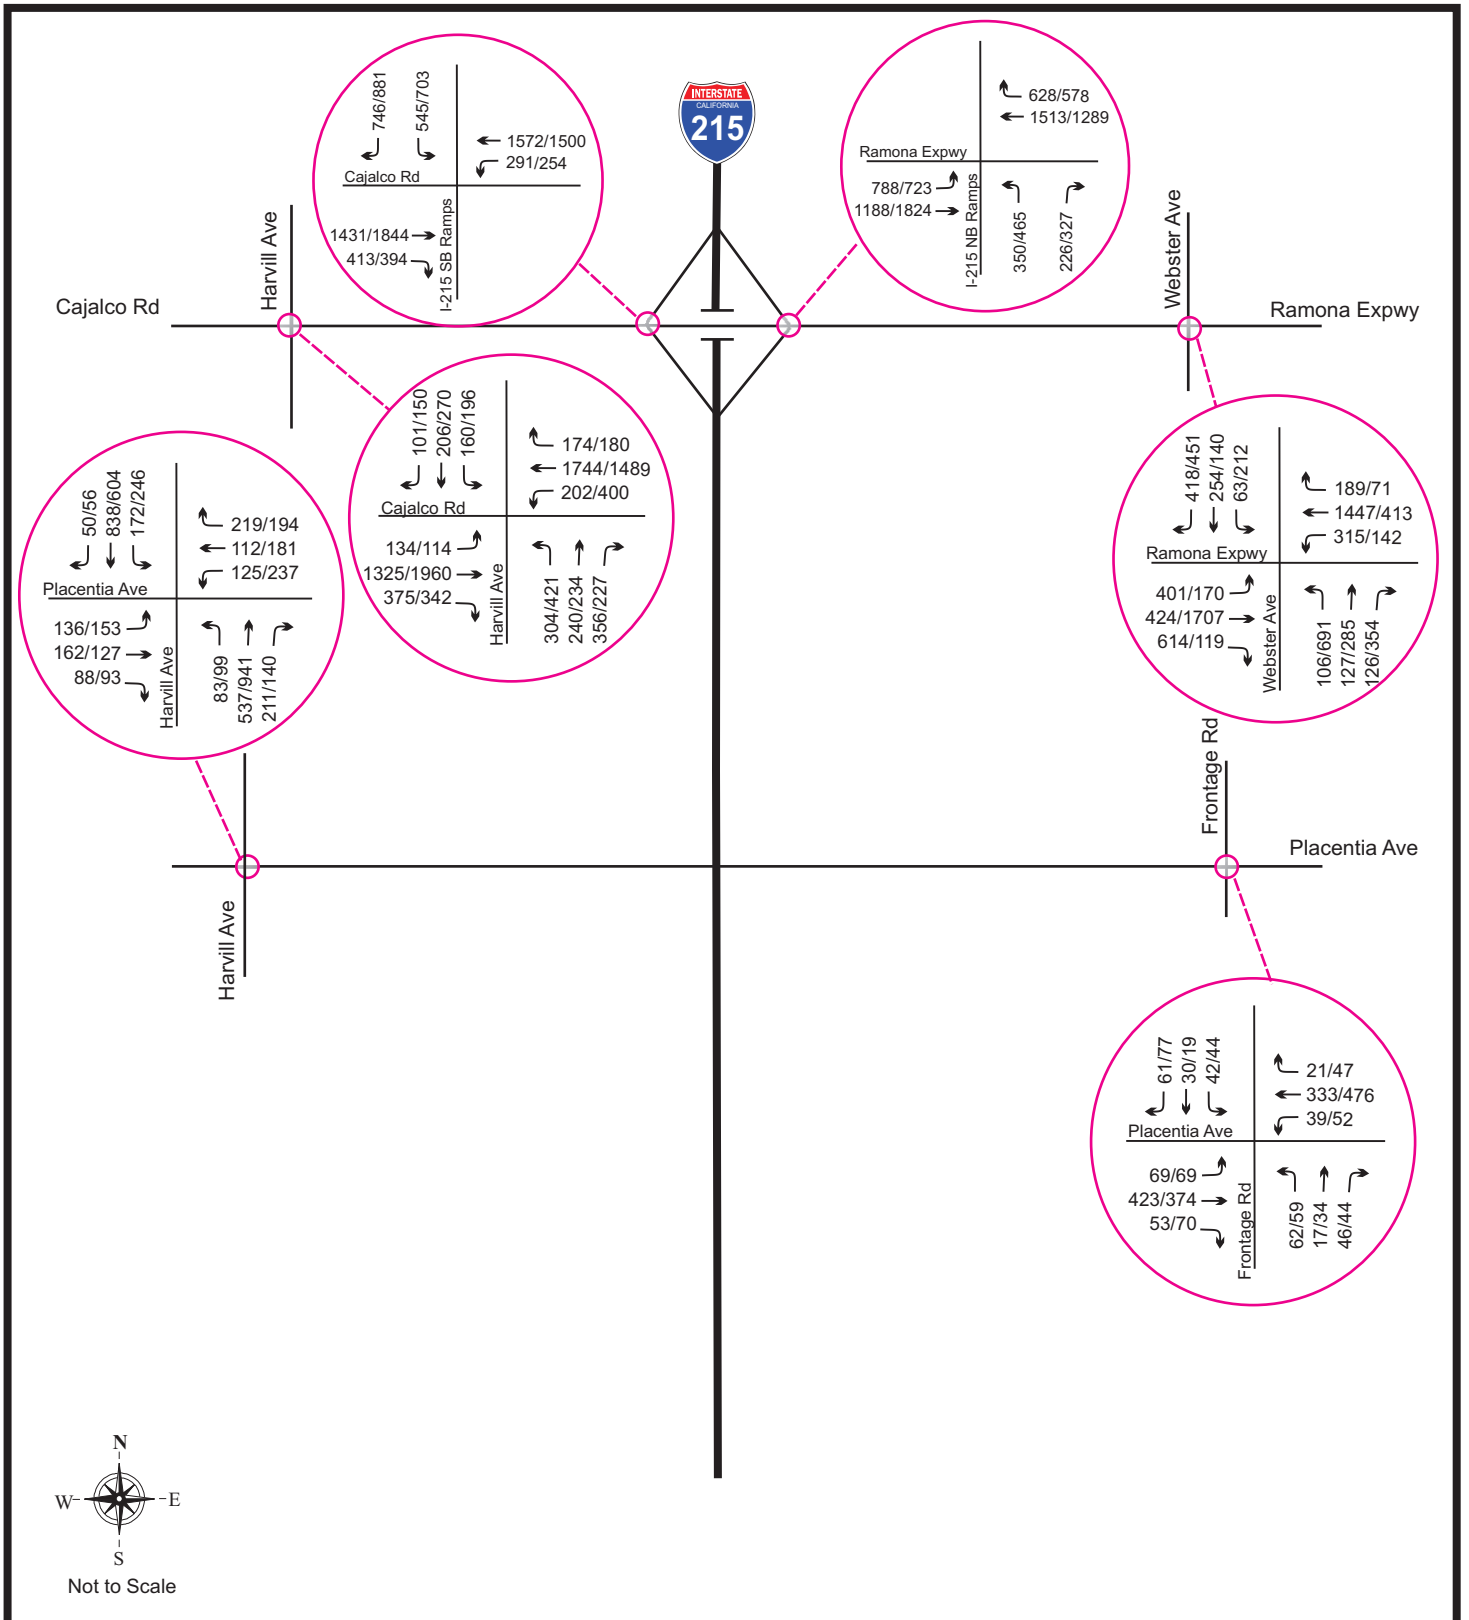 INTERSTATE
CALIFORNIA
215
746/881
545/703
1572/1500
291/254
Cajalco Rd
1431/1844
413/394
I-215 SB Ramps
628/578
1513/1289
Ramona Expwy
788/723
1188/1824
I-215 NB Ramps
350/465
226/327
Harvill Ave
Webster Ave
Cajalco Rd
Ramona Expwy
101/150
206/270
160/196
174/180
1744/1489
202/400
Cajalco Rd
134/114
1325/1960
375/342
Harvill Ave
304/421
240/234
356/227
50/56
838/604
172/246
219/194
112/181
125/237
Placentia Ave
136/153
162/127
88/93
Harvill Ave
83/99
537/941
211/140
418/451
254/140
63/212
189/71
1447/413
315/142
Ramona Expwy
401/170
424/1707
614/119
Webster Ave
106/691
127/285
126/354
Frontage Rd
Placentia Ave
Harvill Ave
61/77
30/19
42/44
21/47
333/476
39/52
Placentia Ave
69/69
423/374
53/70
Frontage Rd
62/59
17/34
46/44
N
W
E
S
Not to Scale